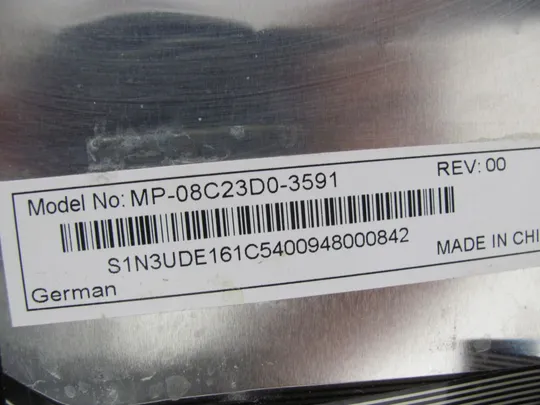 Model No: MP-08C23D0-3591
REV: 00
S1N3UDE161C5400948000842
German
MADE IN CHI